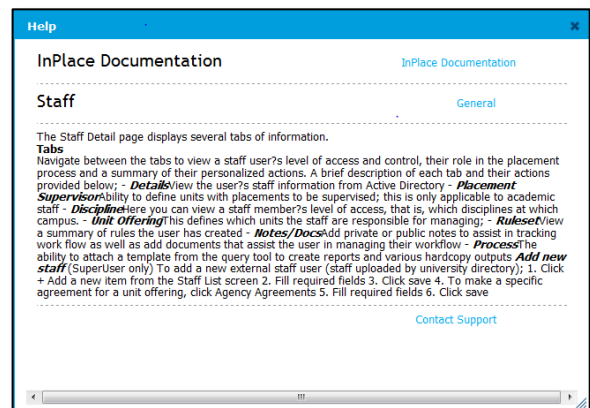 Help
InPlace Documentation
InPlace Documentation
Staff
General
The Staff Detail page displays several tabs of information.
Tabs
Navigate between the tabs to view a staff user?s level of access and control, their role in the placement
process and a summary of their personalized actions. A brief description of each tab and their actions
provided below; - DetailsView the user?s staff information from Active Directory - Placement
SupervisorAbility to define units with placements to be supervised; this is only applicable to academic
staff - DisciplineHere you can view a staff member?s level of access, that is, which disciplines at which
campus. - Unit OfferingThis defines which units the staff are responsible for managing; - RulesetView
a summary of rules the user has created - Notes/DocsAdd private or public notes to assist in tracking
work flow as well as add documents that assist the user in managing their workflow - ProcessThe
ability to attach a template from the query tool to create reports and various hardcopy outputs Add new
staff (SuperUser only) To add a new external staff user (staff uploaded by university directory); 1. Click
+ Add a new item from the Staff List screen 2. Fill required fields 3. Click save 4. To make a specific
agreement for a unit offering, click Agency Agreements 5. Fill required fields 6. Click save
Contact Support